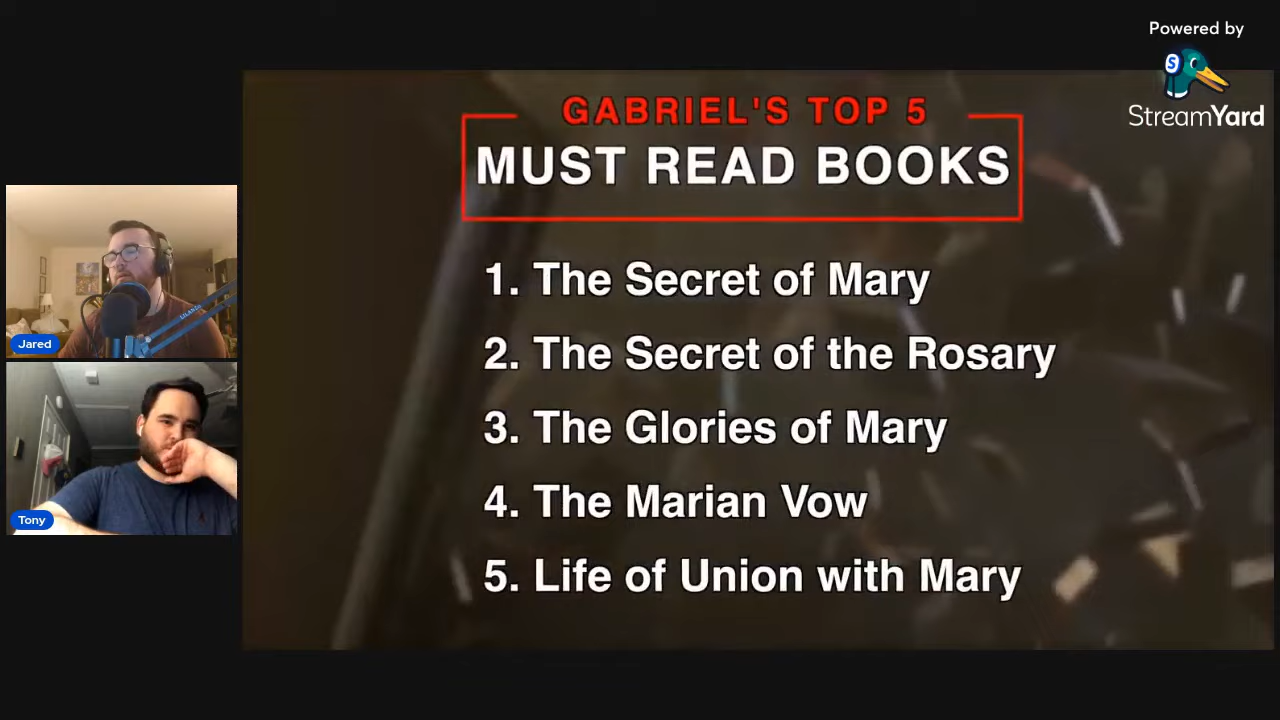 Powered by
StreamYard
GABRIEL'S TOP 5
MUST READ BOOKS
1. The Secret of Mary
2. The Secret of the Rosary
3. The Glories of Mary
4. The Marian Vow
5. Life of Union with Mary
Jared
Tony